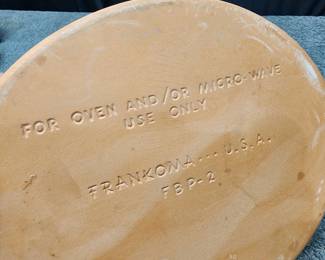 FOR OVEN AND/OR MICRO-WAVE
USE ONLY
FRANKOMA--- U.S.A.
FBP-2